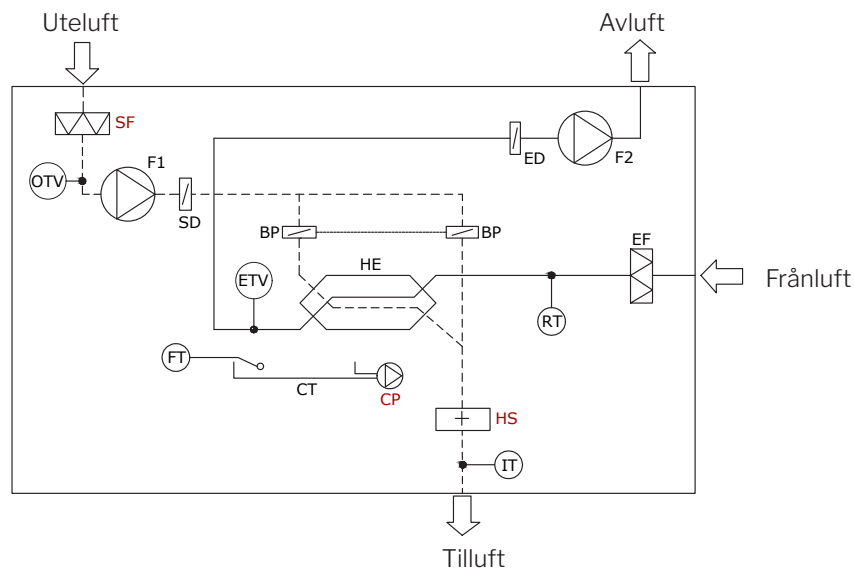 Uteluft
Avluft
SF
F1
ED
F2
OTV
SD
BP
BP
EF
HE
ETV
Frånluft
RT
FT
CT
CP
HS
IT
Tilluft